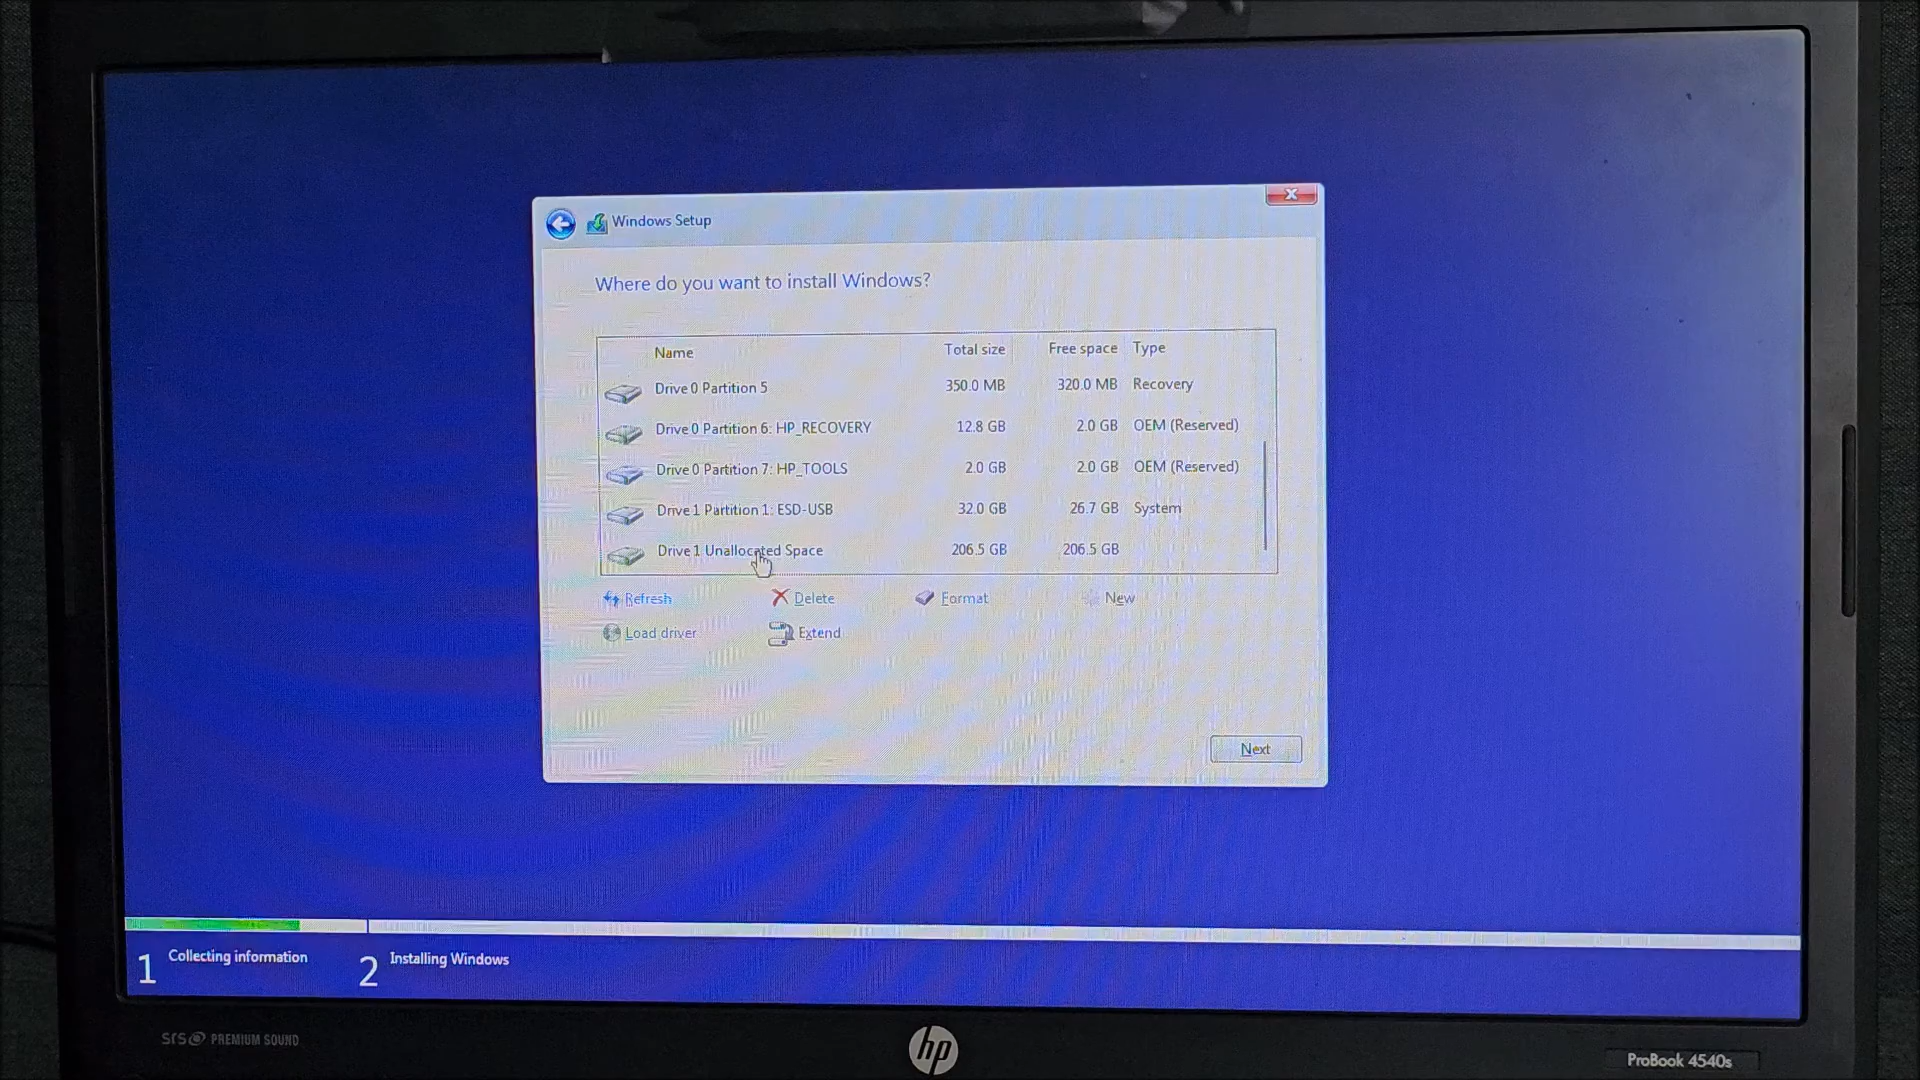 Windows Setup
Where do you want to install Windows?
Name Total size Free space Type
Drive 0 Partition 5 350.0 MB 320.0 MB Recovery
Drive 0 Partition 6: HP_RECOVERY 12.8 GB 2.0 GB OEM (Reserved)
Drive 0 Partition 7: HP_TOOLS 2.0 GB 2.0 GB OEM (Reserved)
Drive 1 Partition 1: ESD-USB 32.0 GB 26.7 GB System
Drive 1 Unallocated Space 206.5 GB 206.5 GB
Refresh Delete Format New
Load driver Extend
Next
1 Collecting information 2 Installing Windows
SRS PREMIUM SOUND
hp
ProBook 4540s